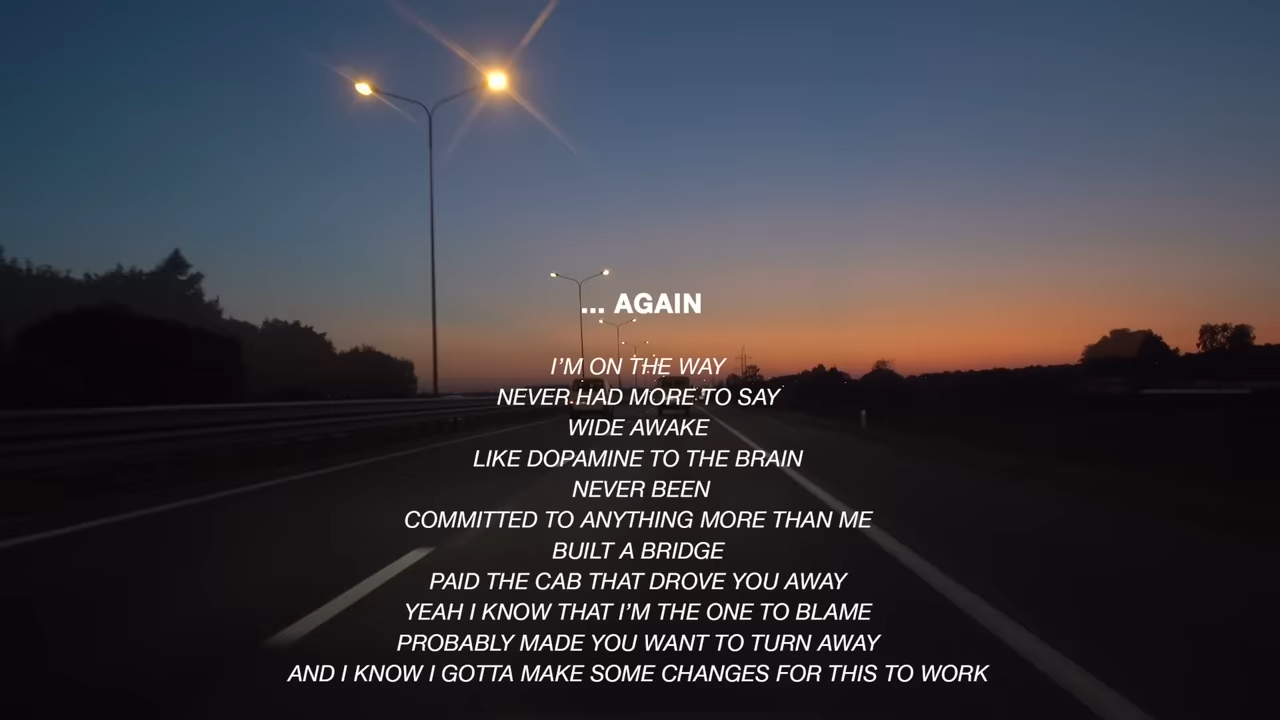 ... AGAIN
I'M ON THE WAY
NEVER HAD MORE TO SAY
WIDE AWAKE
LIKE DOPAMINE TO THE BRAIN
NEVER BEEN
COMMITTED TO ANYTHING MORE THAN ME
BUILT A BRIDGE
PAID THE CAB THAT DROVE YOU AWAY
YEAH I KNOW THAT I'M THE ONE TO BLAME
PROBABLY MADE YOU WANT TO TURN AWAY
AND I KNOW I GOTTA MAKE SOME CHANGES FOR THIS TO WORK